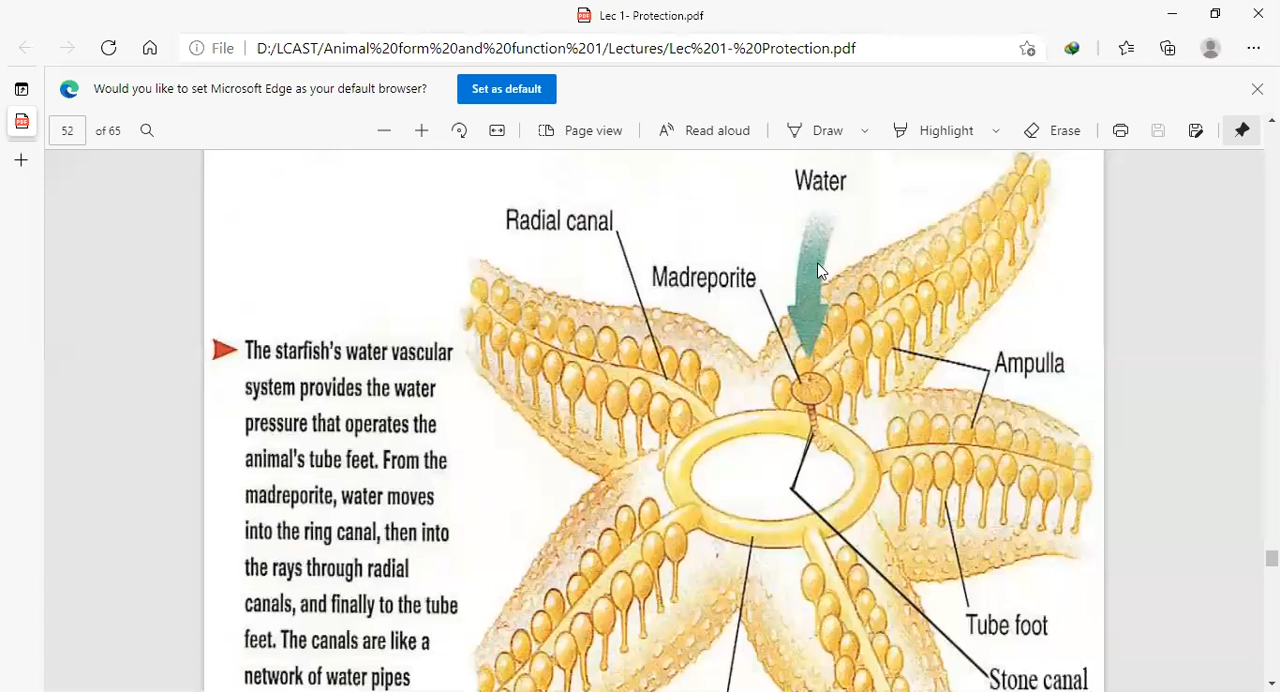 Lec 1- Protection.pdf
File
D:/LCAST/Animal%20form%20and%20function%201/Lectures/Lec%201-%20Protection.pdf
Would you like to set Microsoft Edge as your default browser?
Set as default
52 of 65
Page view
Read aloud
Draw
Highlight
Erase
Water
Radial canal
Madreporite
Ampulla
The starfish's water vascular
system provides the water
pressure that operates the
animal's tube feet. From the
madreporite, water moves
into the ring canal, then into
the rays through radial
canals, and finally to the tube
feet. The canals are like a
network of water pipes
Tube foot
Stone canal